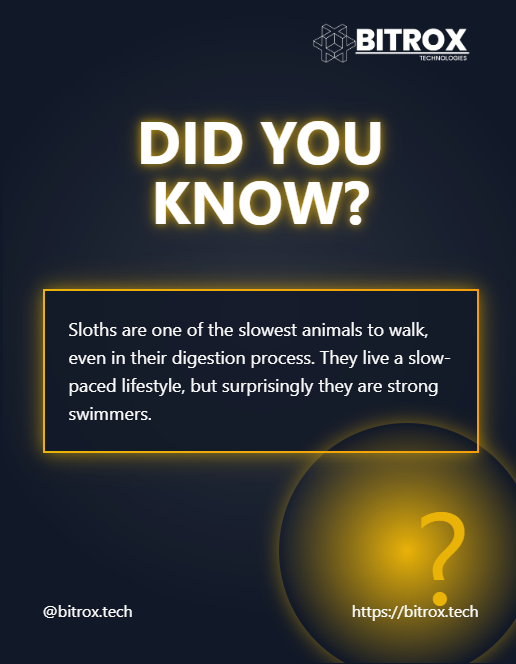 BITROX
TECHNOLOGIES
DID YOU
KNOW?
Sloths are one of the slowest animals to walk,
even in their digestion process. They live a slow-
paced lifestyle, but surprisingly they are strong
swimmers.
?
@bitrox.tech
https://bitrox.tech